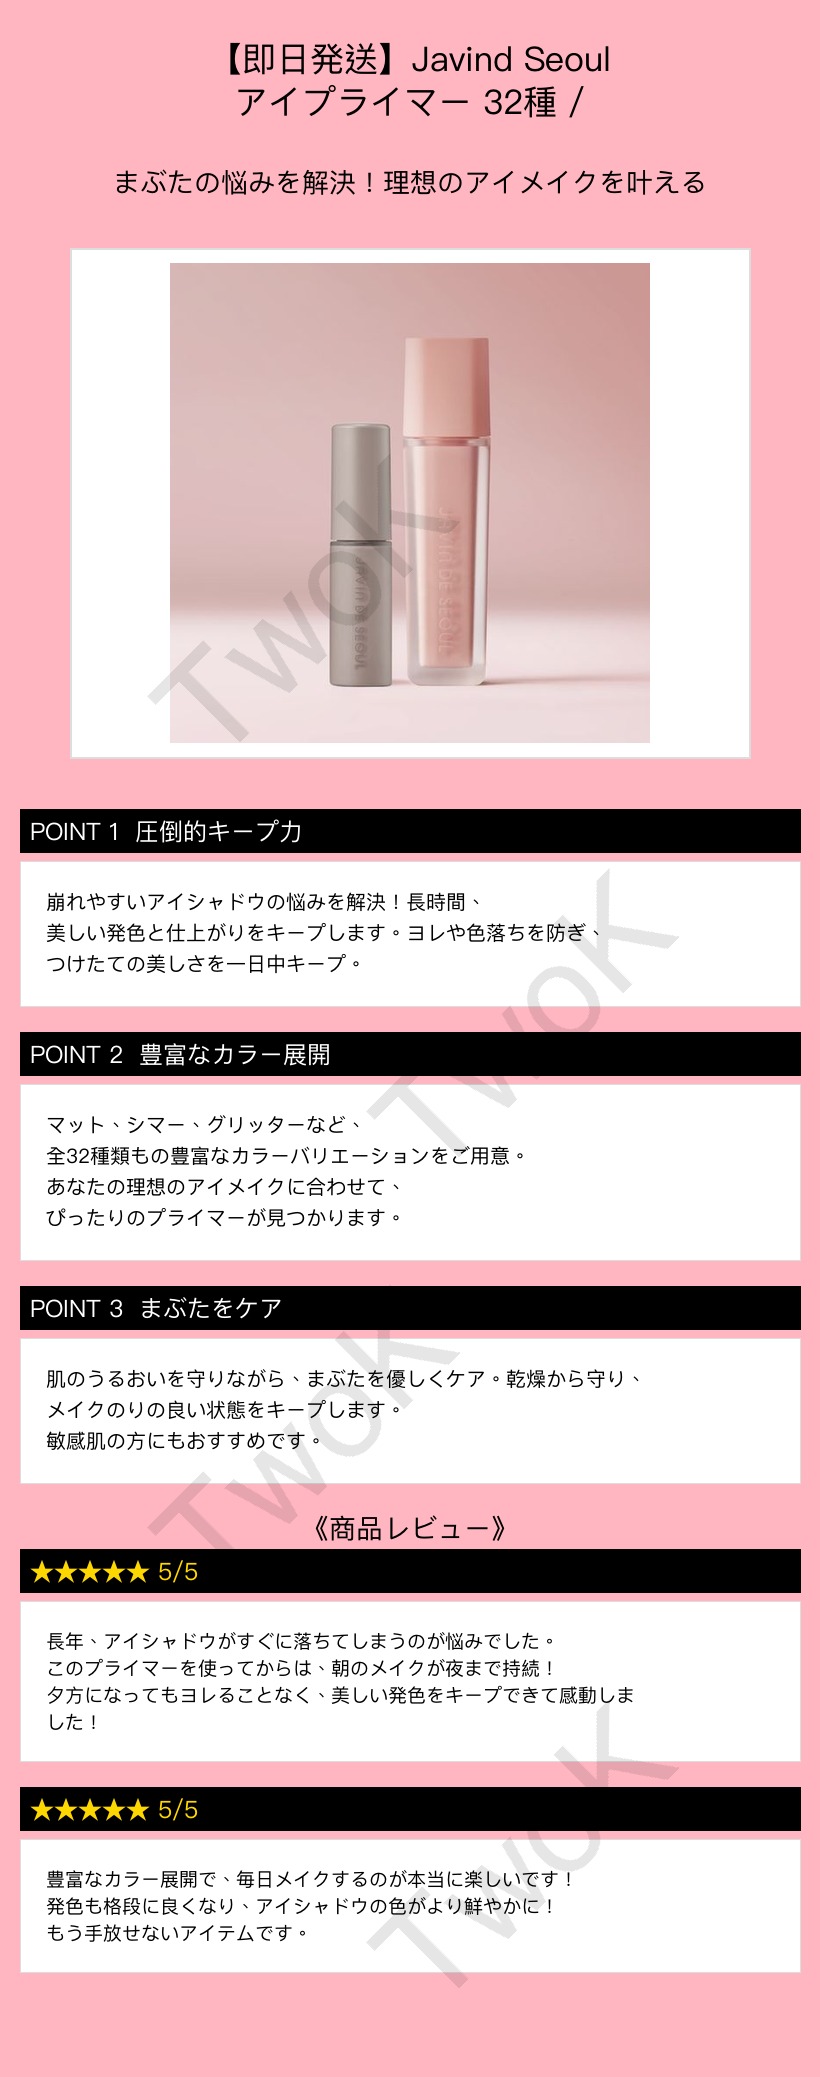 【即日発送】Javind Seoul
アイプライマー 32種 /
まぶたの悩みを解決！理想のアイメイクを叶える
JAVIN DE SEOUL
JAVIN DE SEOUL
TwoK
POINT 1 圧倒的キープ力
崩れやすいアイシャドウの悩みを解決！長時間、
美しい発色と仕上がりをキープします。ヨレや色落ちを防ぎ、
つけたての美しさを一日中キープ。
TwoK
POINT 2 豊富なカラー展開
マット、シマー、グリッターなど、
全32種類もの豊富なカラーバリエーションをご用意。
あなたの理想のアイメイクに合わせて、
ぴったりのプライマーが見つかります。
POINT 3 まぶたをケア
肌のうるおいを守りながら、まぶたを優しくケア。乾燥から守り、
メイクのりの良い状態をキープします。
敏感肌の方にもおすすめです。
TwoK
《商品レビュー》
★★★★★ 5/5
長年、アイシャドウがすぐに落ちてしまうのが悩みでした。
このプライマーを使ってからは、朝のメイクが夜まで持続！
夕方になってもヨレることなく、美しい発色をキープできて感動しま
した！
★★★★★ 5/5
豊富なカラー展開で、毎日メイクするのが本当に楽しいです！
発色も格段に良くなり、アイシャドウの色がより鮮やかに！
もう手放せないアイテムです。
TwoK